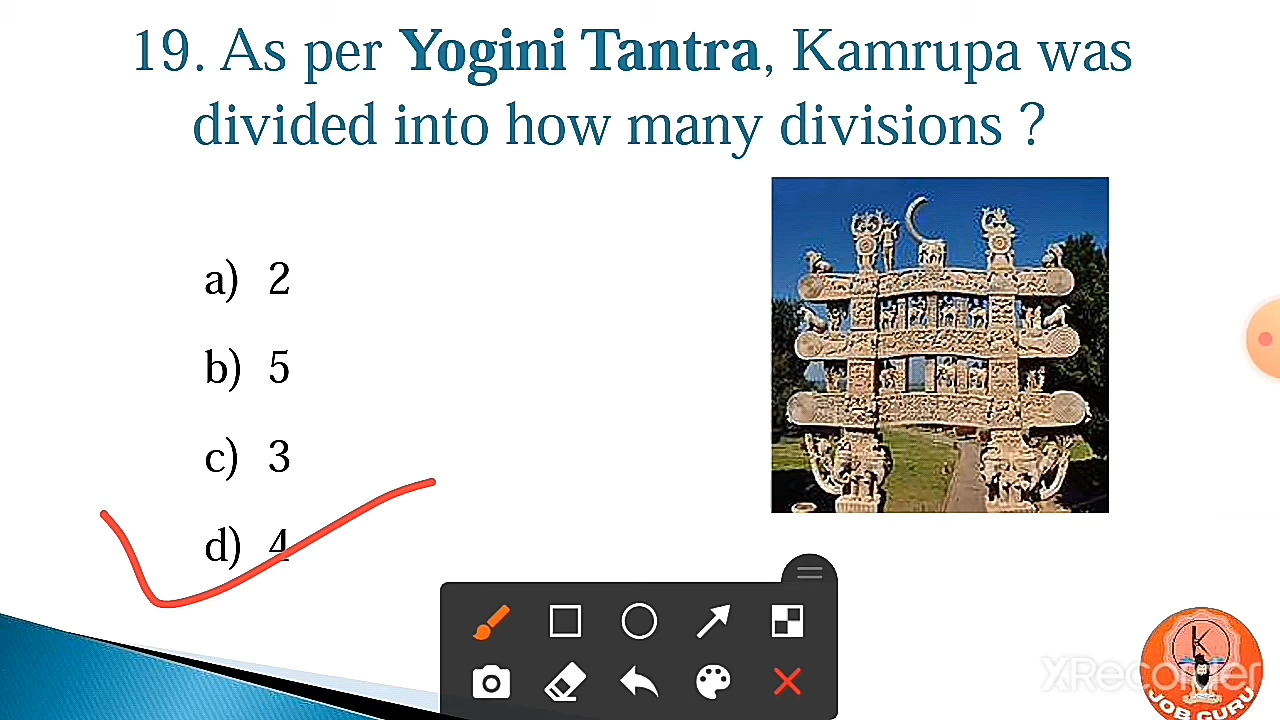 19. As per Yogini Tantra, Kamrupa was
divided into how many divisions ?
a) 2
b) 5
c) 3
d) 4
K
JOB GURU
XRecorder